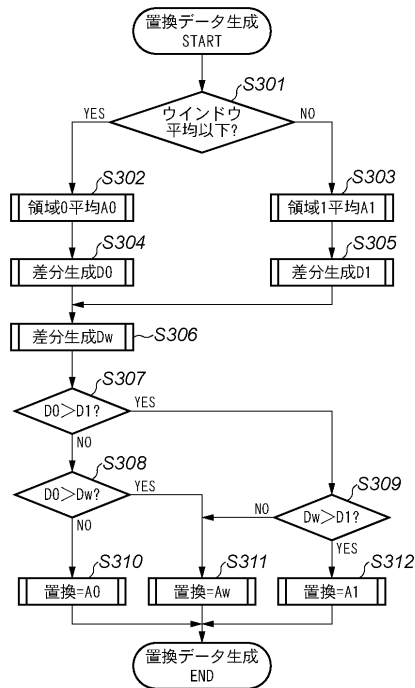 置換データ生成
START
S301
ウインドウ
平均以下?
YES
NO
S302
領域0平均A0
S303
領域1平均A1
S304
差分生成D0
S305
差分生成D1
S306
差分生成Dw
S307
D0>D1?
YES
NO
S308
D0>Dw?
YES
NO
S309
Dw>D1?
NO
YES
S310
置換=A0
S311
置換=Aw
S312
置換=A1
置換データ生成
END